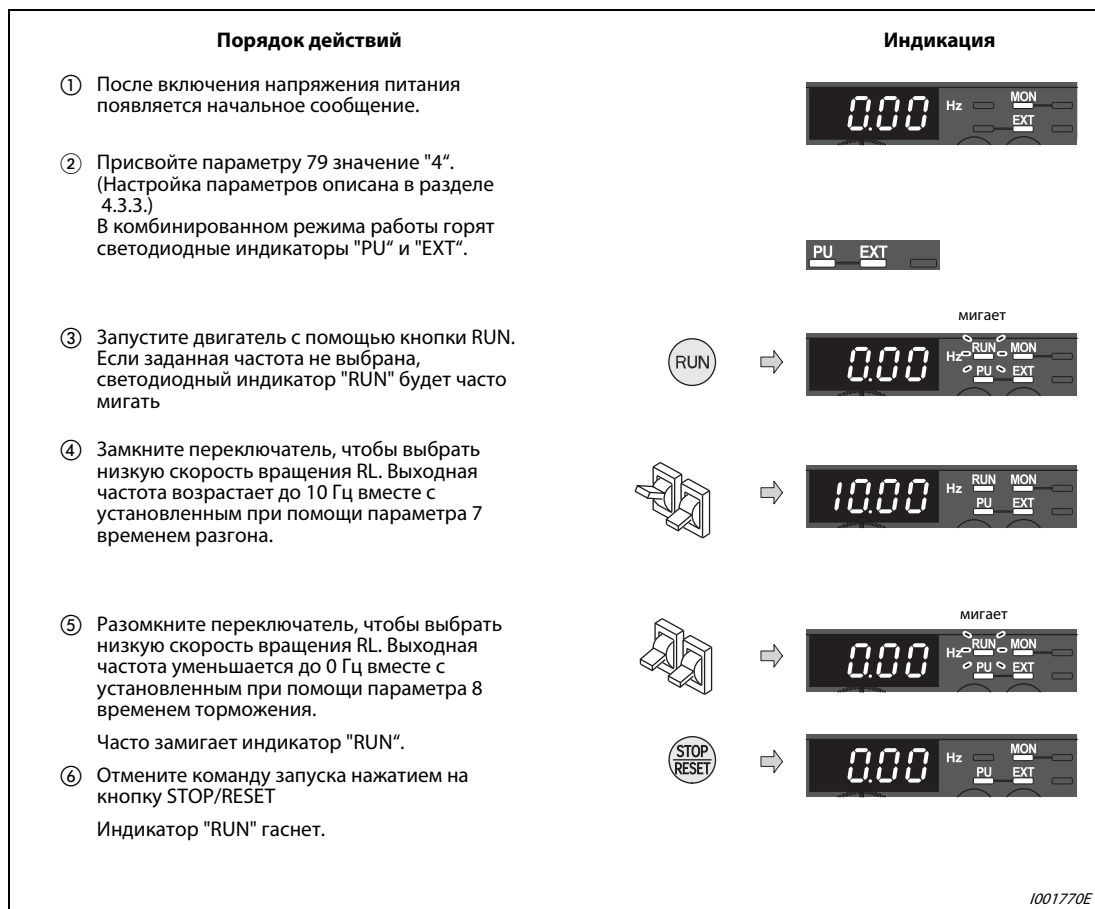 Порядок действий
Индикация
① После включения напряжения питания
появляется начальное сообщение.
0.00 Hz MON
EXT
② Присвойте параметру 79 значение "4“.
(Настройка параметров описана в разделе
4.3.3.)
В комбинированном режима работы горят
светодиодные индикаторы "PU“ и "EXT“.
PU EXT
③ Запустите двигатель с помощью кнопки RUN.
Если заданная частота не выбрана,
светодиодный индикатор "RUN" будет часто
мигать
RUN
мигает
0.00 Hz RUN MON
PU EXT
④ Замкните переключатель, чтобы выбрать
низкую скорость вращения RL. Выходная
частота возрастает до 10 Гц вместе с
установленным при помощи параметра 7
временем разгона.
10.00 Hz RUN MON
PU EXT
⑤ Разомкните переключатель, чтобы выбрать
низкую скорость вращения RL. Выходная
частота уменьшается до 0 Гц вместе с
установленным при помощи параметра 8
временем торможения.
Часто замигает индикатор "RUN“.
мигает
0.00 Hz RUN MON
PU EXT
⑥ Отмените команду запуска нажатием на
кнопку STOP/RESET
Индикатор "RUN" гаснет.
STOP
RESET
0.00 Hz MON
PU EXT
I001770E